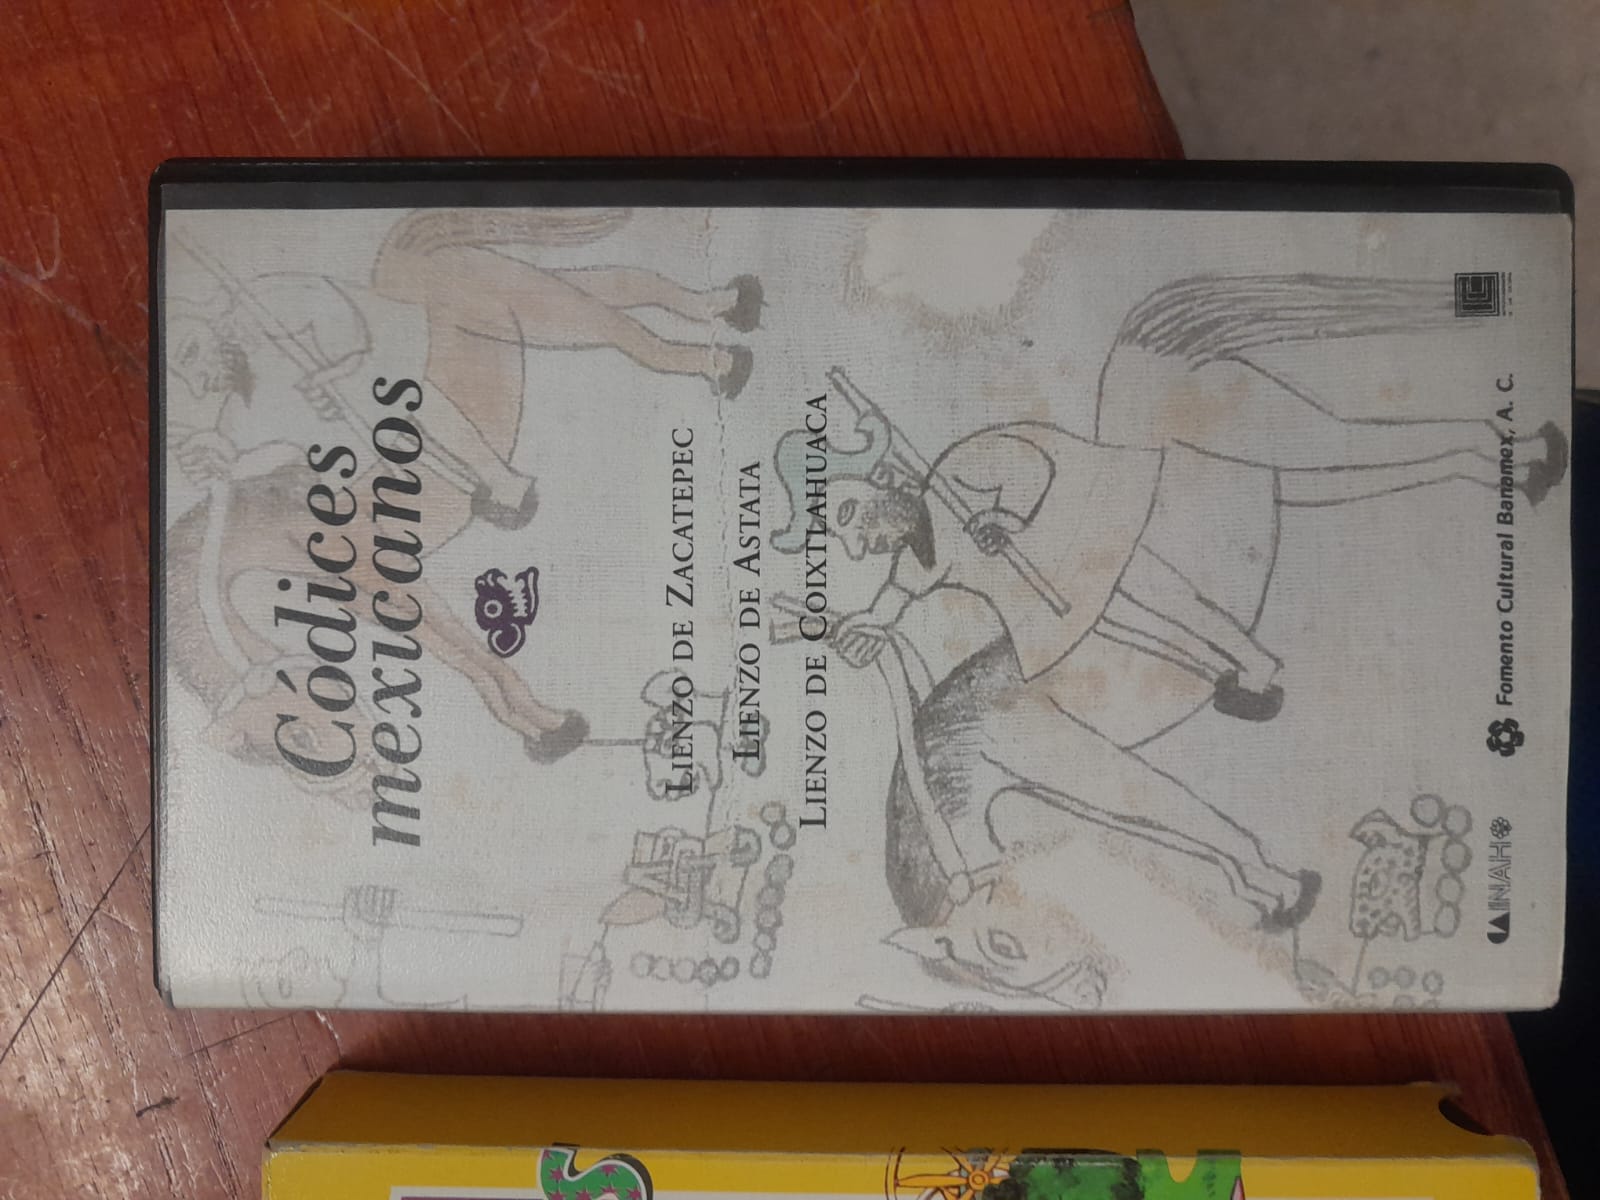 Códices
mexicanos
LIENZO DE ZACATEPEC
LIENZO DE ASTATA
LIENZO DE COIXTLAHUACA
INAH
Fomento Cultural Banamex, A. C.
S